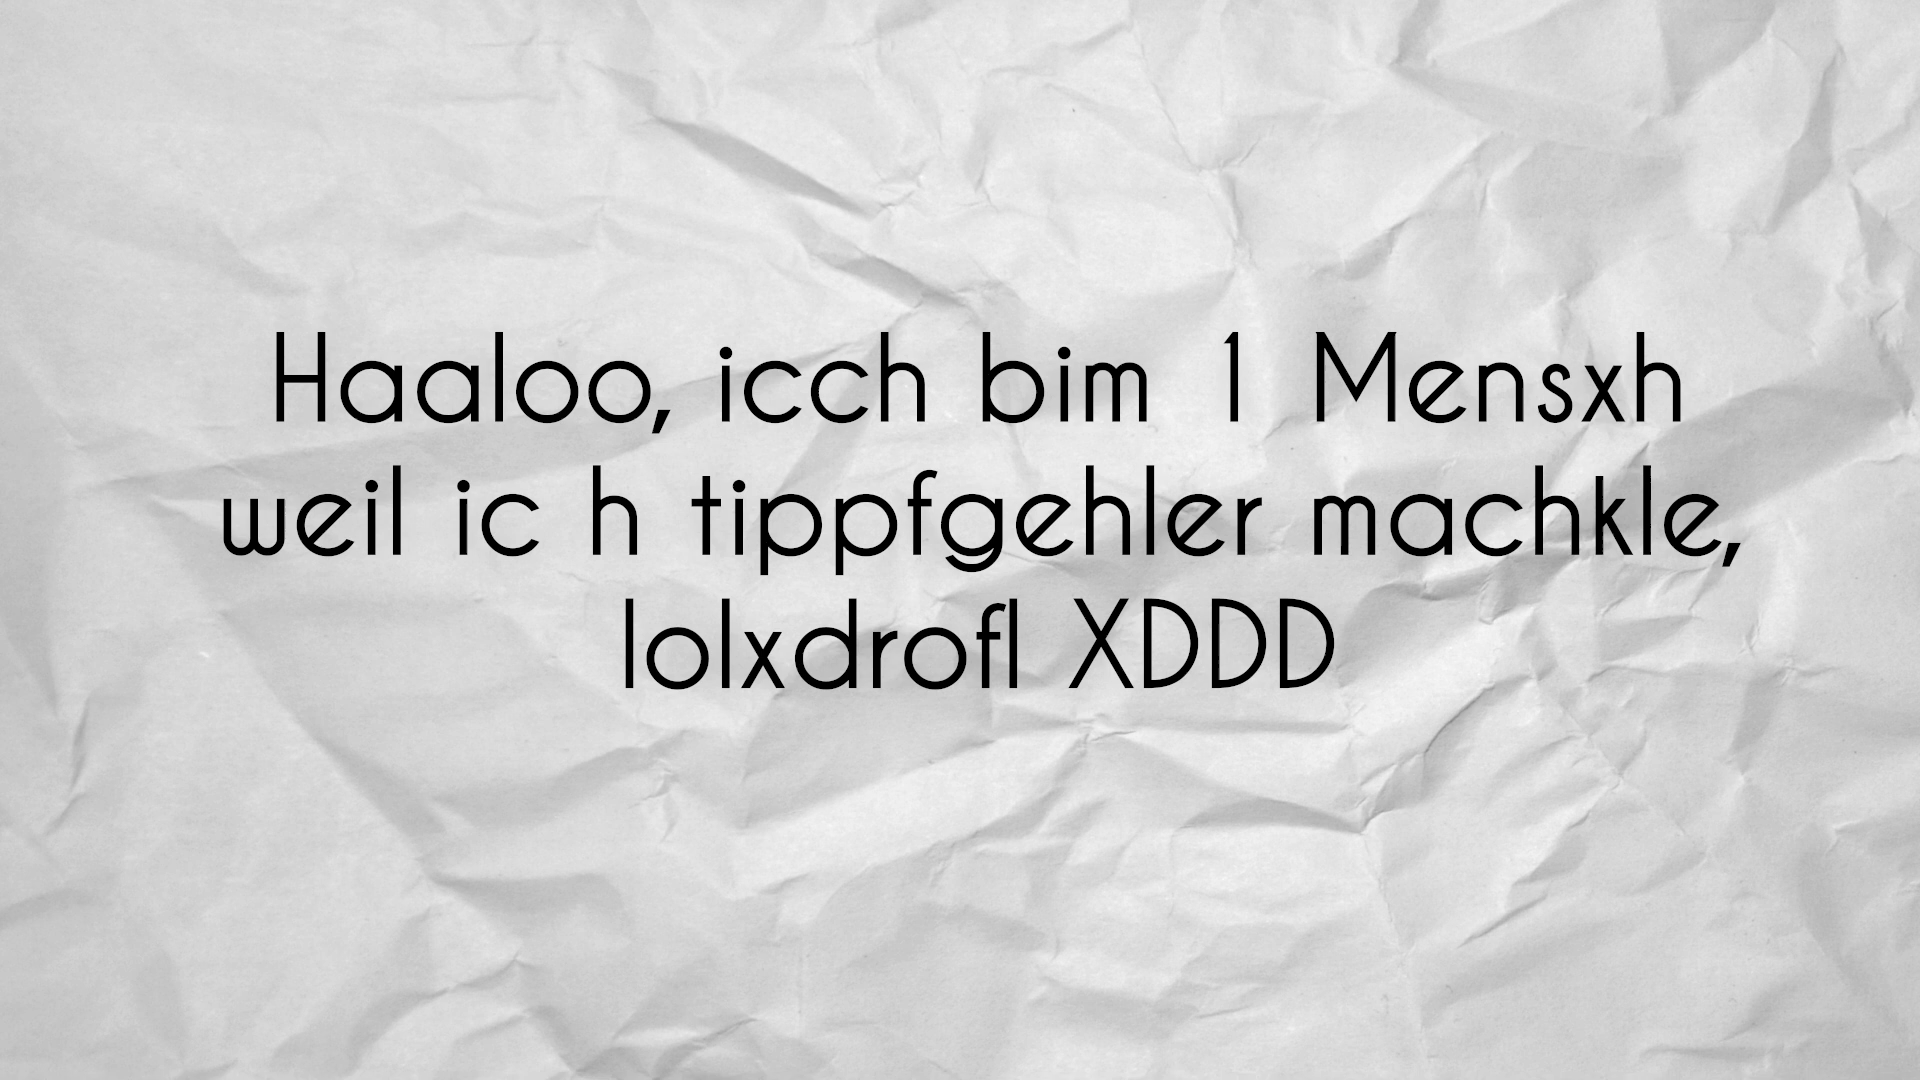 Haaloo, icch bim 1 Mensxh
weil ic h tippfgehler machkle,
lolxdrofl XDDD